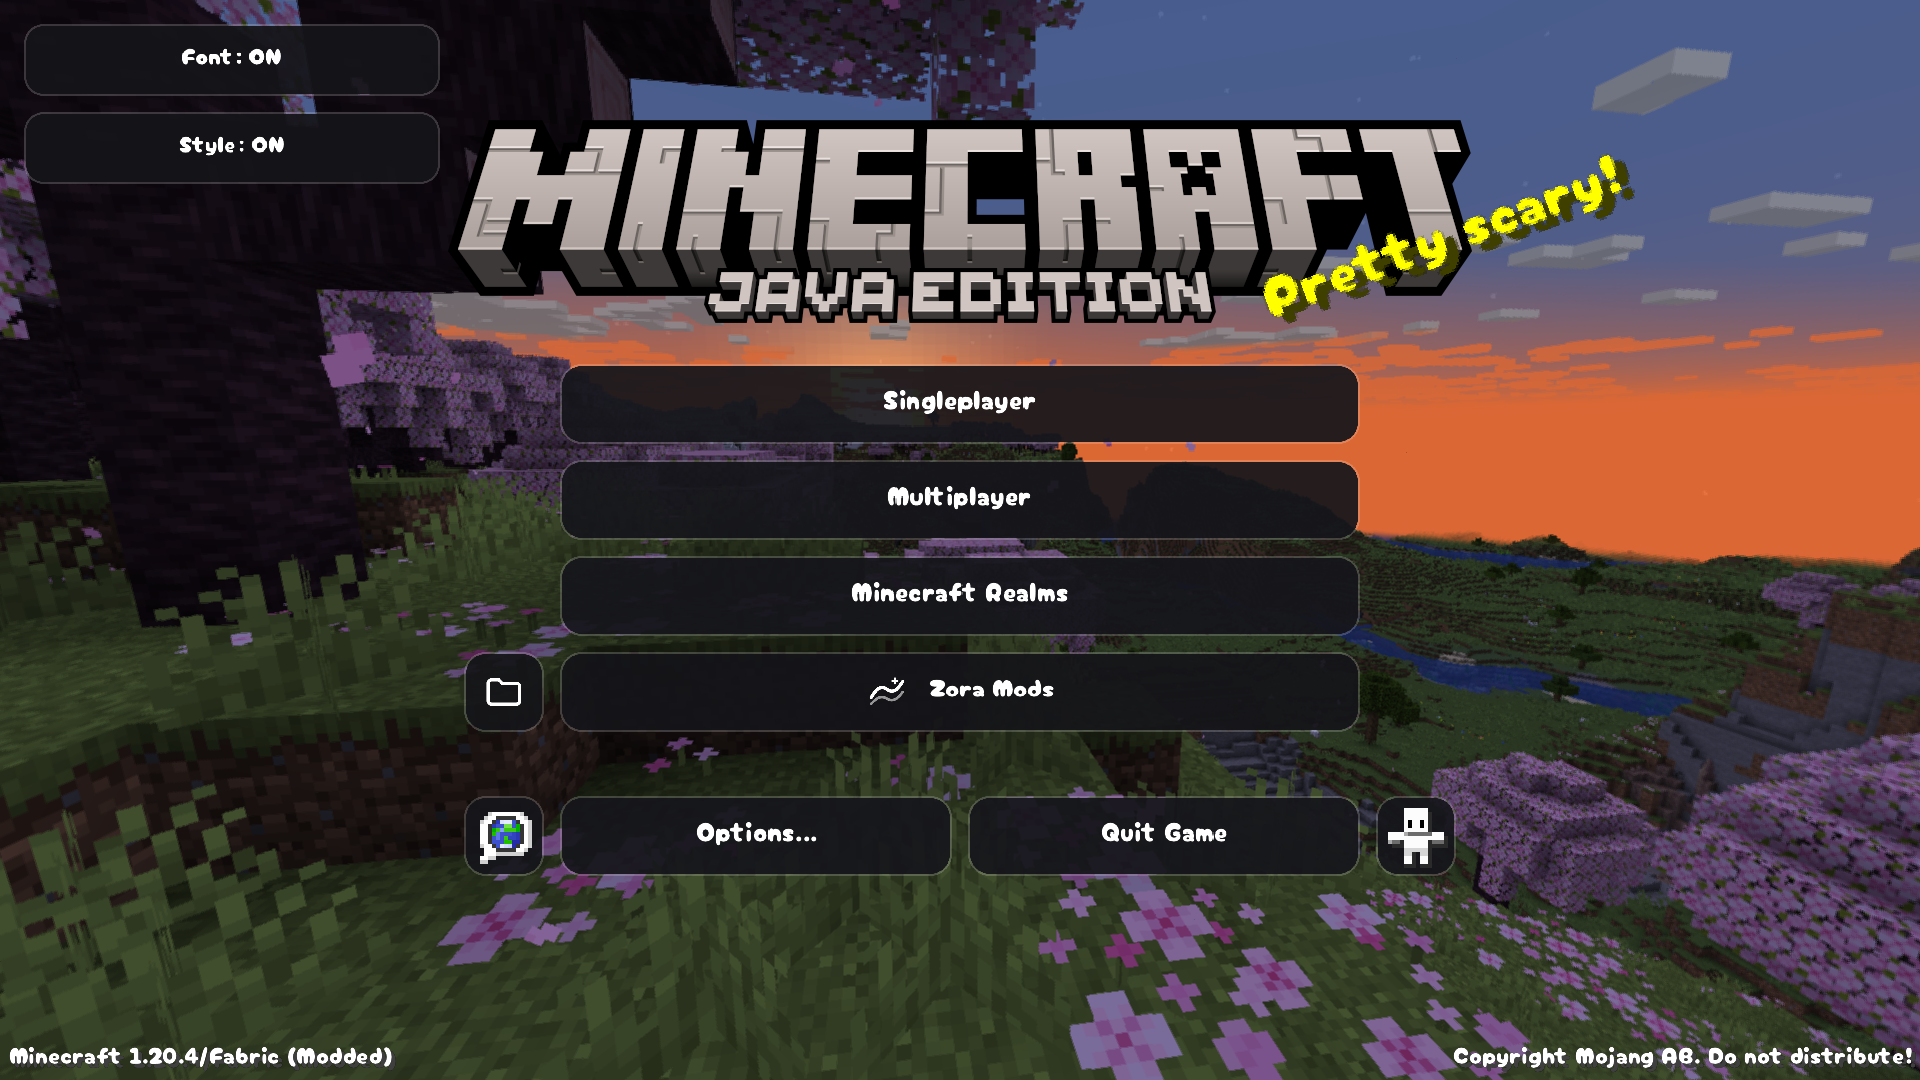 Font: ON
Style: ON
MINECRAFT
JAVA EDITION
Pretty scary!
Singleplayer
Multiplayer
Minecraft Realms
Zora Mods
Options...
Quit Game
Minecraft 1.20.4/Fabric (Modded)
Copyright Mojang AB. Do not distribute!